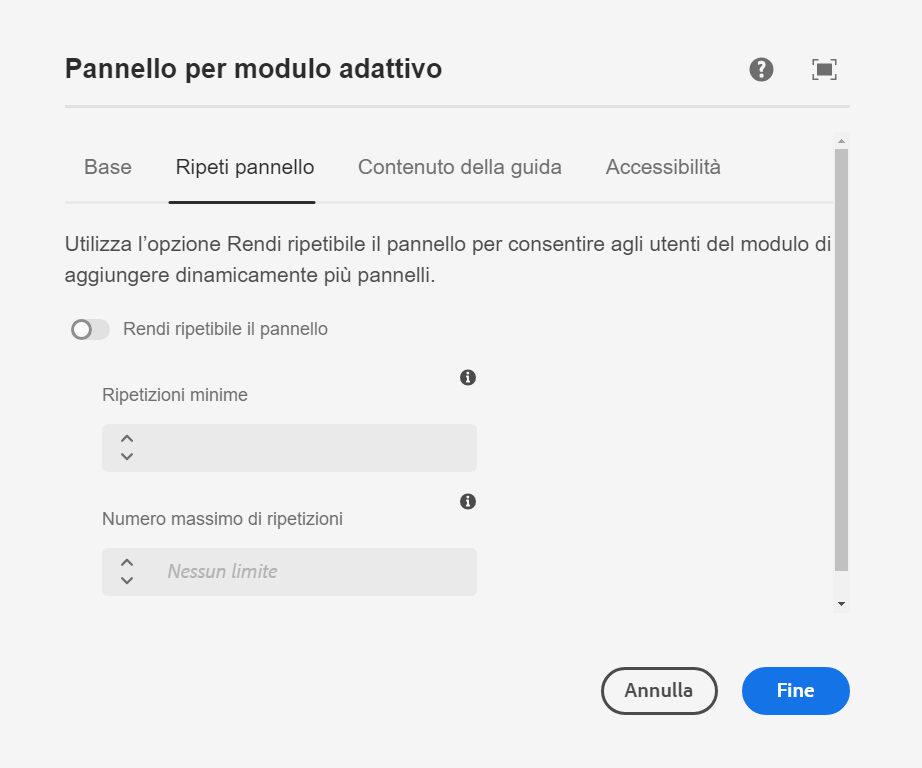 Pannello per modulo adattivo
Base Ripeti pannello Contenuto della guida Accessibilità
Utilizza l’opzione Rendi ripetibile il pannello per consentire agli utenti del modulo di
aggiungere dinamicamente più pannelli.
Rendi ripetibile il pannello
Ripetizioni minime
Numero massimo di ripetizioni
Nessun limite
Annulla Fine